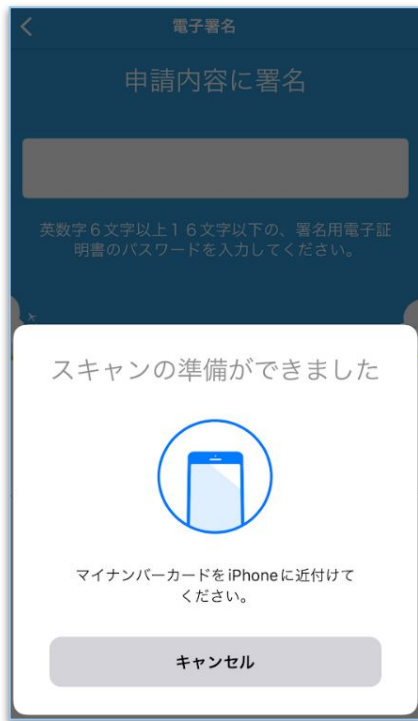 電子署名
申請内容に署名
英数字6文字以上16文字以下の、署名用電子証
明書のパスワードを入力してください。
スキャンの準備ができました
マイナンバーカードをiPhoneに近付けて
ください。
キャンセル